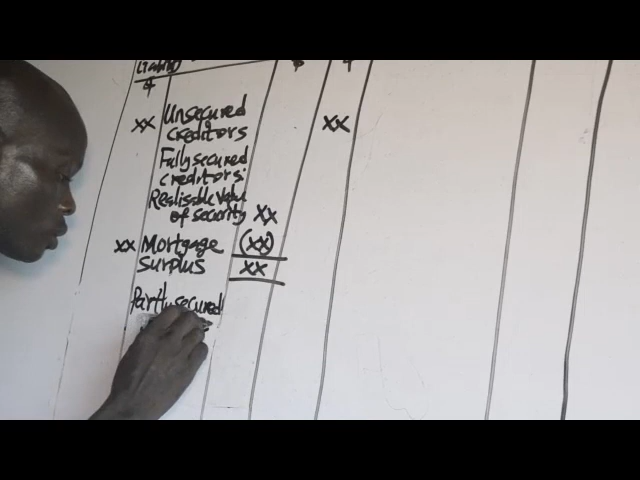 Liability
XX Unsecured XX
creditors
Fully secured
creditors:
Realisable Value
of security XX
XX Mortgage (XX)
Surplus XX
Partly secured